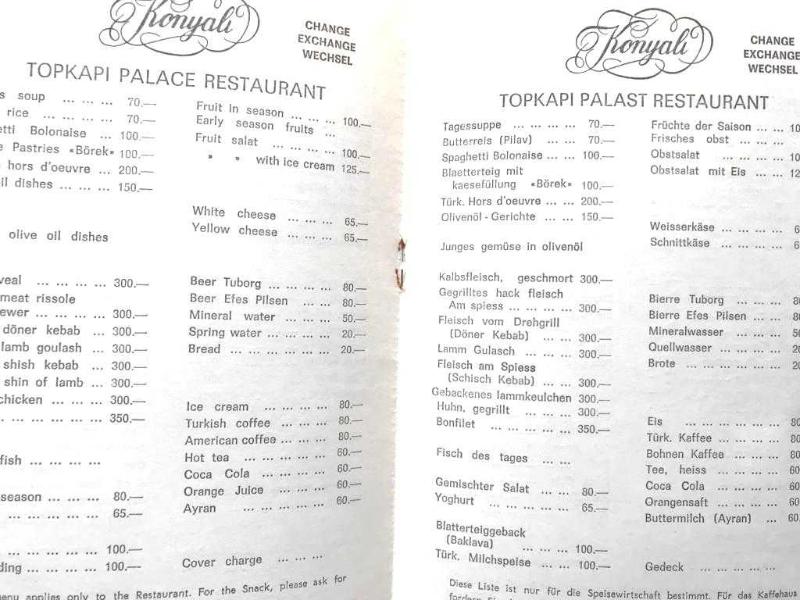 Konyalı
CHANGE
EXCHANGE
WECHSEL
TOPKAPI PALACE RESTAURANT
soup ... ... ... 70.—
rice ... ... ... 70.—
Bolonaise ... 100.—
Pastries «Börek» 100.—
hors d'oeuvre ... 200.—
oil dishes ... ... ... 150.—
olive oil dishes
veal ... ... ... ... 300.—
meat rissole
... ... ... ... 300.—
döner kebab ... 300.—
lamb goulash ... 300.—
shish kebab ... 300.—
shin of lamb ... 300.—
chicken ... ... ... 300.—
... ... ... ... ... 350.—
fish ... ... ... ...
season ... ... ... 80.—
... ... ... ... ... 65.—
... ... ... ... 100.—
... ... ... 100.—
Fruit in season ... ... ... 100.—
Early season fruits ...
Fruit salat ... ... ... ... 100.—
" " with ice cream 125.—
White cheese ... ... ... 65.—
Yellow cheese ... ... ... 65.—
Beer Tuborg ... ... ... 80.—
Beer Efes Pilsen ... ... ... 80.—
Mineral water ... ... ... 50.—
Spring water ... ... ... ... 20.—
Bread ... ... ... ... ... ... 20.—
Ice cream ... ... ... ... 80.—
Turkish coffee ... ... ... 80.—
American coffee ... ... ... 80.—
Hot tea ... ... ... ... ... 60.—
Coca Cola ... ... ... ... 60.—
Orange Juice ... ... ... 60.—
Ayran ... ... ... ... ... 60.—
Cover charge ... ... ...
menu applies only to the Restaurant. For the Snack, please ask for
Konyalı
CHANGE
EXCHANGE
WECHSEL
TOPKAPI PALAST RESTAURANT
Tagessuppe ... ... ... ... 70.—
Butterreis (Pilav) ... ... 70.—
Spaghetti Bolonaise ... ... 100.—
Blaetterteig mit
kaesefüllung «Börek» 100.—
Türk. Hors d'oeuvre ... ... 200.—
Olivenöl - Gerichte ... ... 150.—
Junges gemüse in olivenöl
Kalbsfleisch, geschmort 300.—
Gegrilltes hack fleisch
Am spiess ... ... ... ... 300.—
Fleisch vom Drehgrill
(Döner Kebab) ... ... 300.—
Lamm Gulasch ... ... ... 300.—
Fleisch am Spiess
(Schisch Kebab) ... ... 300.—
Gebackenes lammkeulchen 300.—
Huhn, gegrillt ... ... ... 300.—
Bonfilet ... ... ... ... ... 350.—
Fisch des tages ... ...
Gemischter Salat ... ... 80.—
Yoghurt ... ... ... ... ... 65.—
Blatterteiggeback
(Baklava) ... ... ... ... 100.—
Türk. Milchspeise ... ... 100.—
Früchte der Saison ... ...
Frisches obst ... ... ...
Obstsalat ... ... ... ...
Obstsalat mit Eis ... ...
Weisserkäse ... ... ... ...
Schnittkäse ... ... ... ...
Bierre Tuborg ... ... ...
Bierre Efes Pilsen ... ...
Mineralwasser ... ... ...
Quellwasser ... ... ... ...
Brote ... ... ... ... ...
Eis ... ... ... ... ...
Türk. Kaffee ... ... ...
Bohnen Kaffee ... ... ...
Tee, heiss ... ... ... ...
Coca Cola ... ... ... ...
Orangensaft ... ... ...
Buttermilch (Ayran) ...
Gedeck ... ... ... ...
Diese Liste ist nur für die Speisewirtschaft bestimmt. Für das Kaffehaus